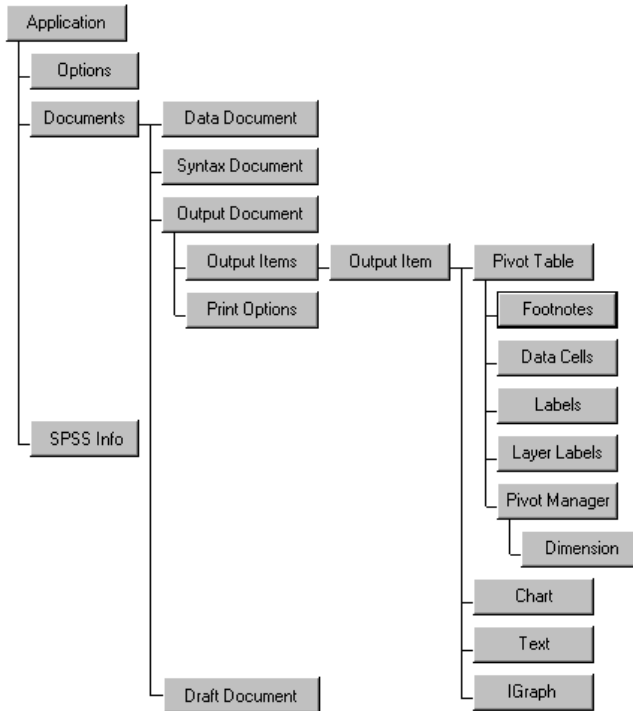 Application
Options
Documents
Data Document
Syntax Document
Output Document
Output Items
Output Item
Pivot Table
Print Options
Footnotes
Data Cells
Labels
SPSS Info
Layer Labels
Pivot Manager
Dimension
Chart
Text
Draft Document
IGraph